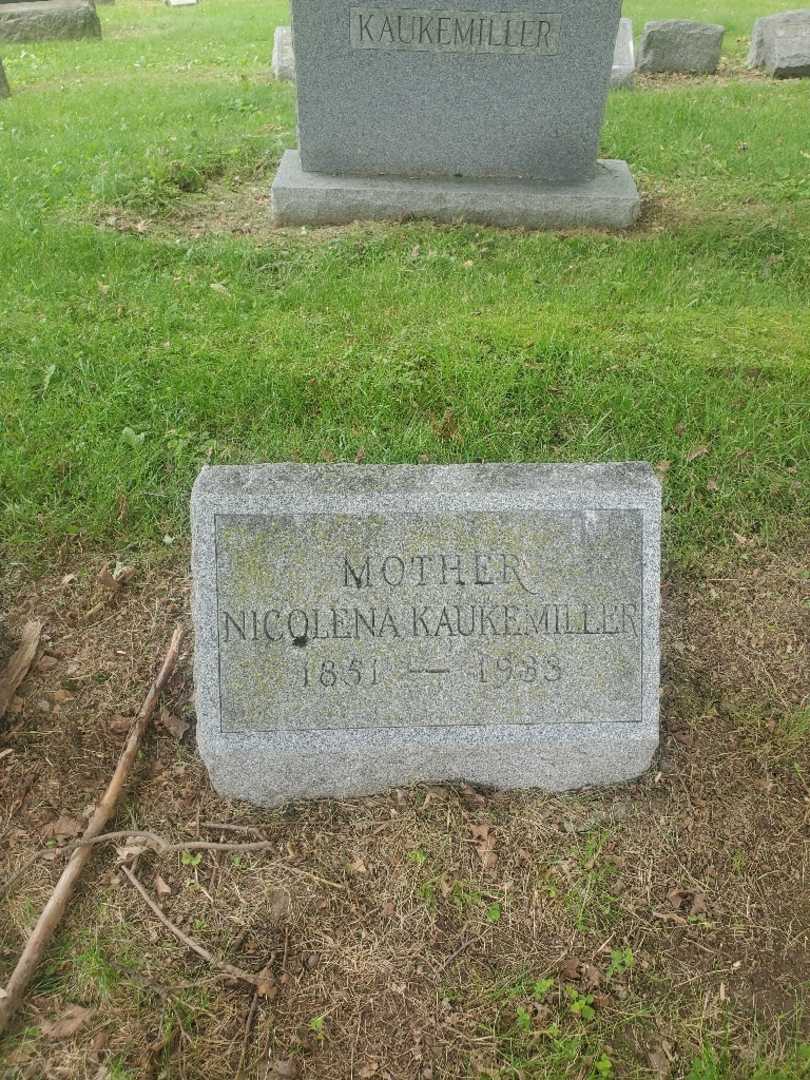 KAUKEMILLER
MOTHER
NICOLENA KAUKEMILLER
1851 — 1933